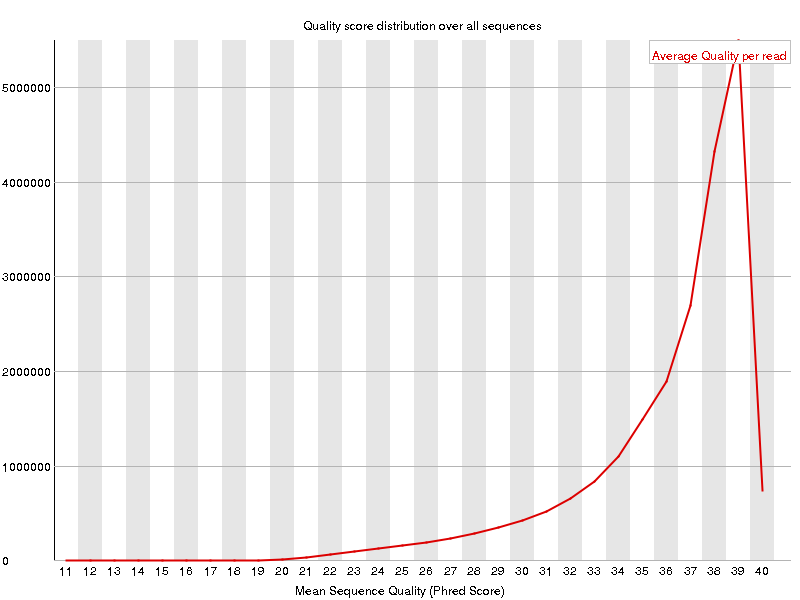 Quality score distribution over all sequences
Average Quality per read
5000000
4000000
3000000
2000000
1000000
0
11 12 13 14 15 16 17 18 19 20 21 22 23 24 25 26 27 28 29 30 31 32 33 34 35 36 37 38 39 40
Mean Sequence Quality (Phred Score)